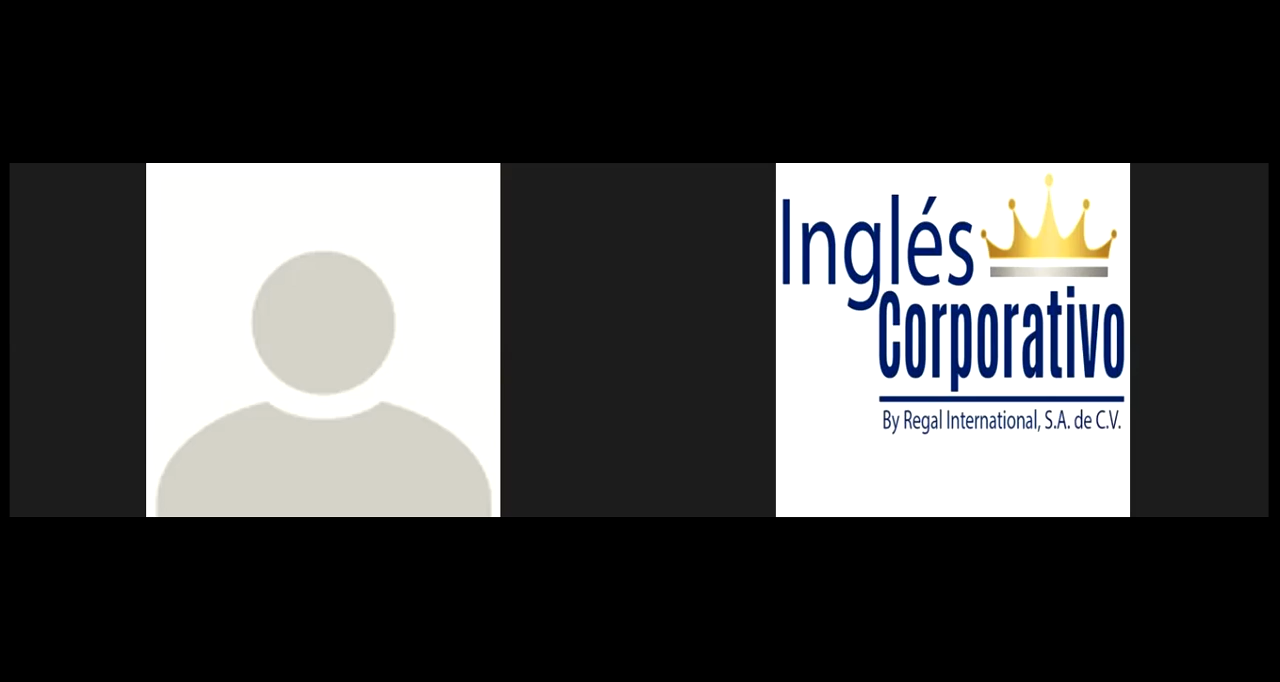 Inglés
Corporativo
By Regal International, S.A. de C.V.